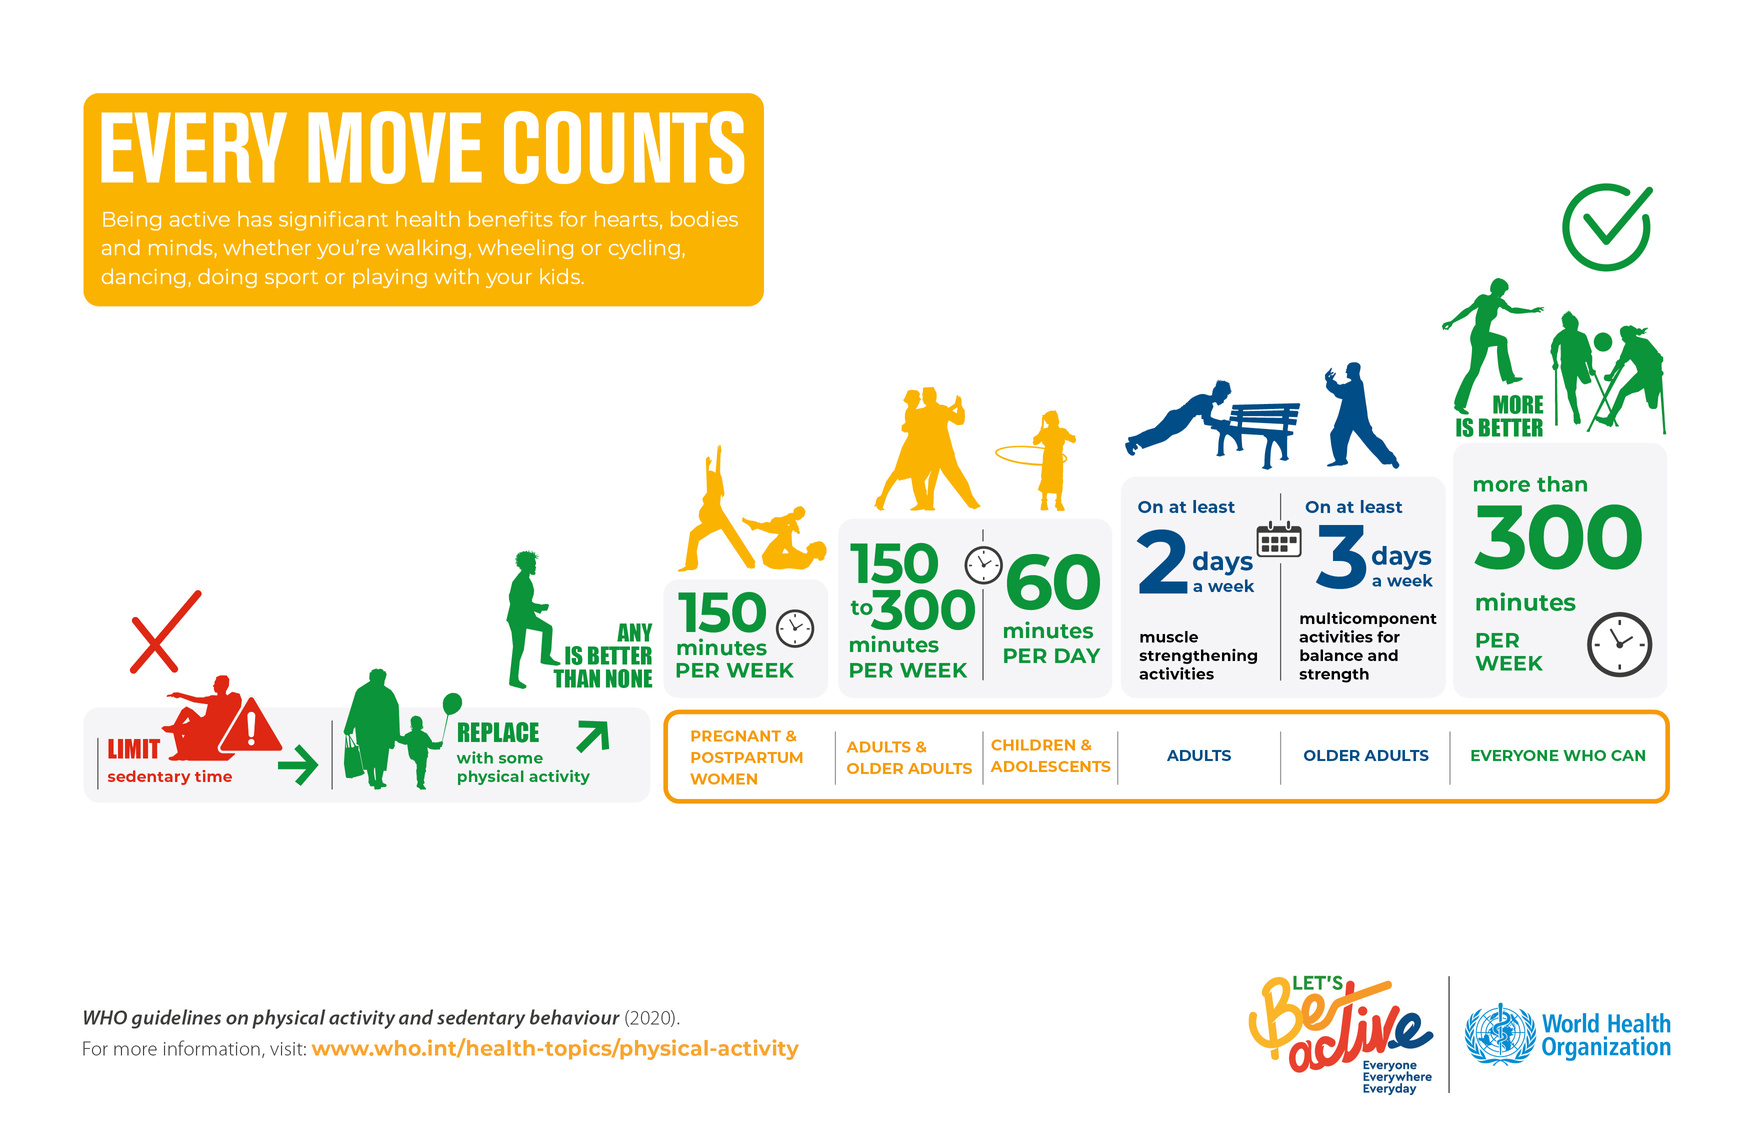 EVERY MOVE COUNTS
Being active has significant health benefits for hearts, bodies
and minds, whether you’re walking, wheeling or cycling,
dancing, doing sport or playing with your kids.
LIMIT
sedentary time
REPLACE
with some
physical activity
ANY
IS BETTER
THAN NONE
150
minutes
PER WEEK
PREGNANT &
POSTPARTUM
WOMEN
150
to 300
minutes
PER WEEK
ADULTS &
OLDER ADULTS
60
minutes
PER DAY
CHILDREN &
ADOLESCENTS
On at least
2 days
a week
muscle
strengthening
activities
ADULTS
On at least
3 days
a week
multicomponent
activities for
balance and
strength
OLDER ADULTS
MORE
IS BETTER
more than
300
minutes
PER
WEEK
EVERYONE WHO CAN
WHO guidelines on physical activity and sedentary behaviour (2020).
For more information, visit: www.who.int/health-topics/physical-activity
LET'S
Be
active
Everyone
Everywhere
Everyday
World Health
Organization